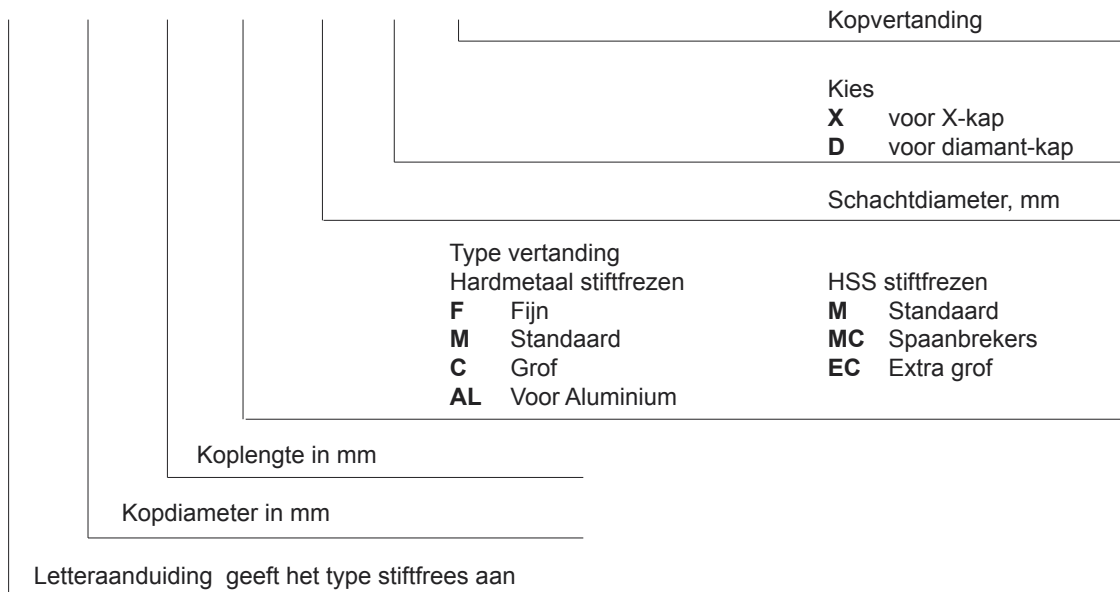 Kopvertanding
Kies
X voor X-kap
D voor diamant-kap
Schachtdiameter, mm
Type vertanding
Hardmetaal stiftfrezen
F Fijn
M Standaard
C Grof
AL Voor Aluminium
HSS stiftfrezen
M Standaard
MC Spaanbrekers
EC Extra grof
Koplengte in mm
Kopdiameter in mm
Letteraanduiding geeft het type stiftfrees aan